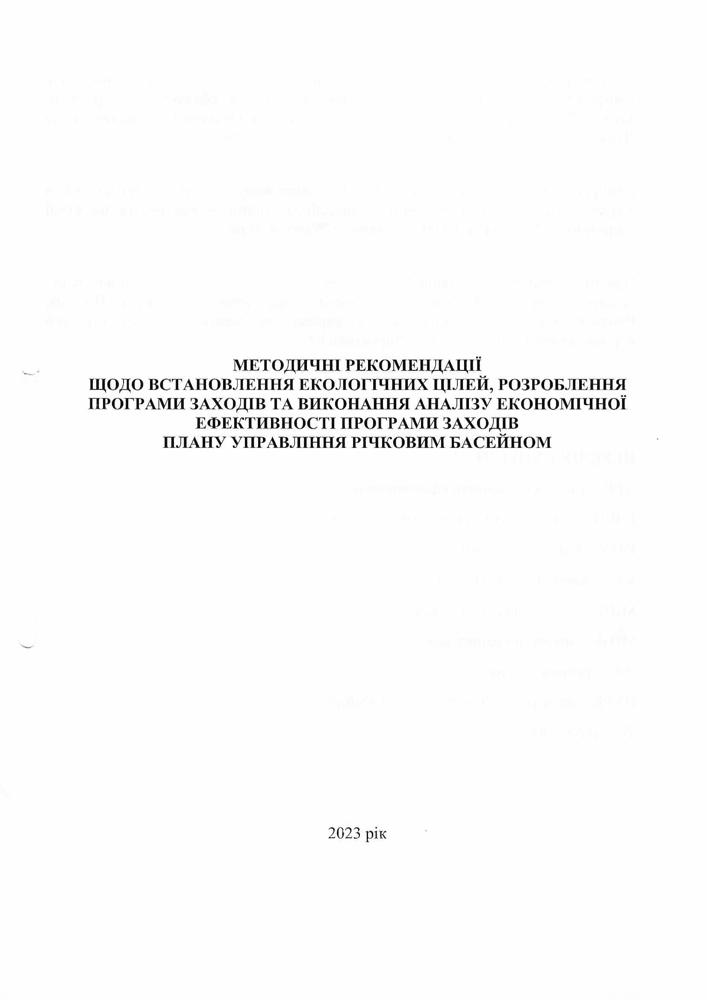 МЕТОДИЧНІ РЕКОМЕНДАЦІЇ
ЩОДО ВСТАНОВЛЕННЯ ЕКОЛОГІЧНИХ ЦІЛЕЙ, РОЗРОБЛЕННЯ
ПРОГРАМИ ЗАХОДІВ ТА ВИКОНАННЯ АНАЛІЗУ ЕКОНОМІЧНОЇ
ЕФЕКТИВНОСТІ ПРОГРАМИ ЗАХОДІВ
ПЛАНУ УПРАВЛІННЯ РІЧКОВИМ БАСЕЙНОМ
2023 рік